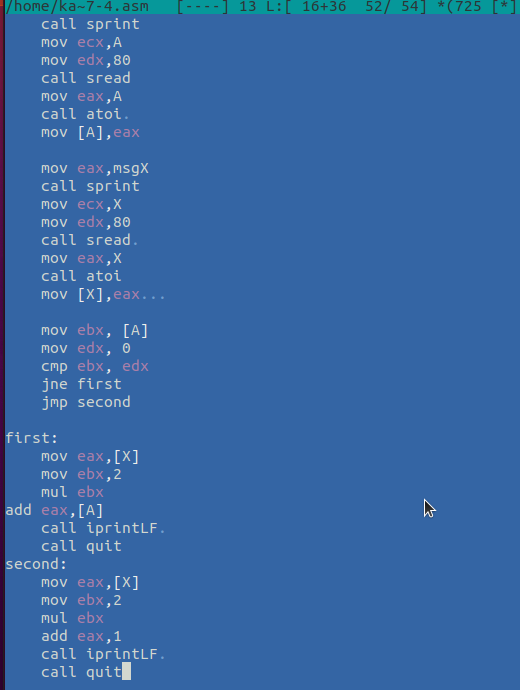 /home/ka~7-4.asm   [----] 13 L:[ 16+36  52/ 54] *(725 [*]
    call sprint
    mov ecx,A
    mov edx,80
    call sread
    mov eax,A
    call atoi.
    mov [A],eax

    mov eax,msgX
    call sprint
    mov ecx,X
    mov edx,80
    call sread.
    mov eax,X
    call atoi
    mov [X],eax...

    mov ebx, [A]
    mov edx, 0
    cmp ebx, edx
    jne first
    jmp second

first:
    mov eax,[X]
    mov ebx,2
    mul ebx
add eax,[A]
    call iprintLF.
    call quit
second:
    mov eax,[X]
    mov ebx,2
    mul ebx
    add eax,1
    call iprintLF.
    call quit